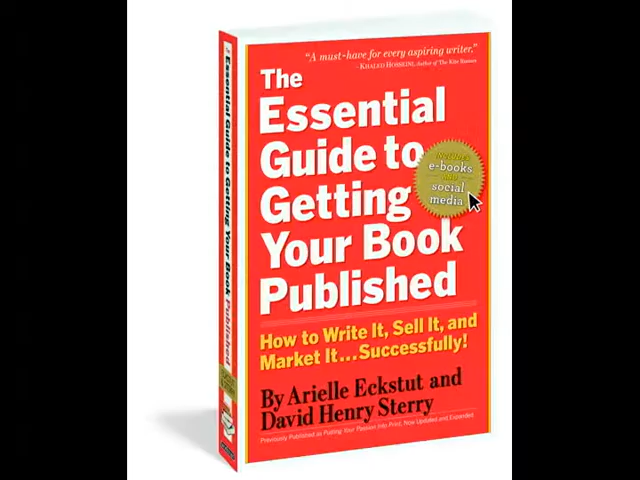 "A must-have for every aspiring writer."
- KHALED HOSSEINI, Author of The Kite Runner
The
Essential
Guide to
Getting
Your Book
Published
Includes
e-books
and
social
media
How to Write It, Sell It, and
Market It...Successfully!
By Arielle Eckstut and
David Henry Sterry
Previously Published as Putting Your Passion Into Print, Now Updated and Expanded
The Essential Guide to Getting Your Book Published